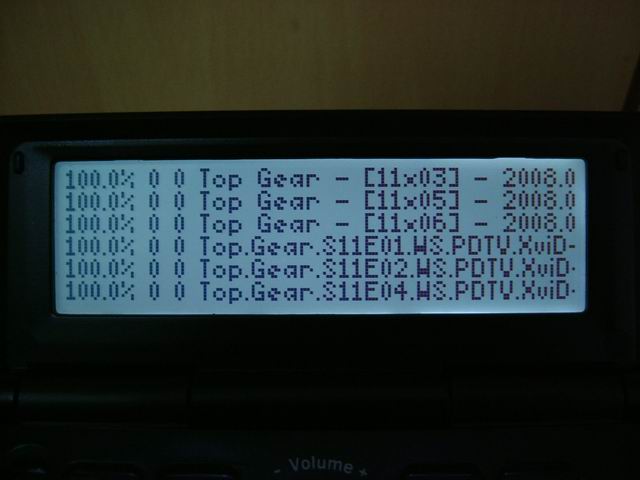 100.0% 0 0 Top Gear - [11x03] - 2008.0
100.0% 0 0 Top Gear - [11x05] - 2008.0
100.0% 0 0 Top Gear - [11x06] - 2008.0
100.0% 0 0 Top.Gear.S11E01.WS.PDTV.XviD-
100.0% 0 0 Top.Gear.S11E02.WS.PDTV.XviD-
100.0% 0 0 Top.Gear.S11E04.WS.PDTV.XviD-
- Volume +